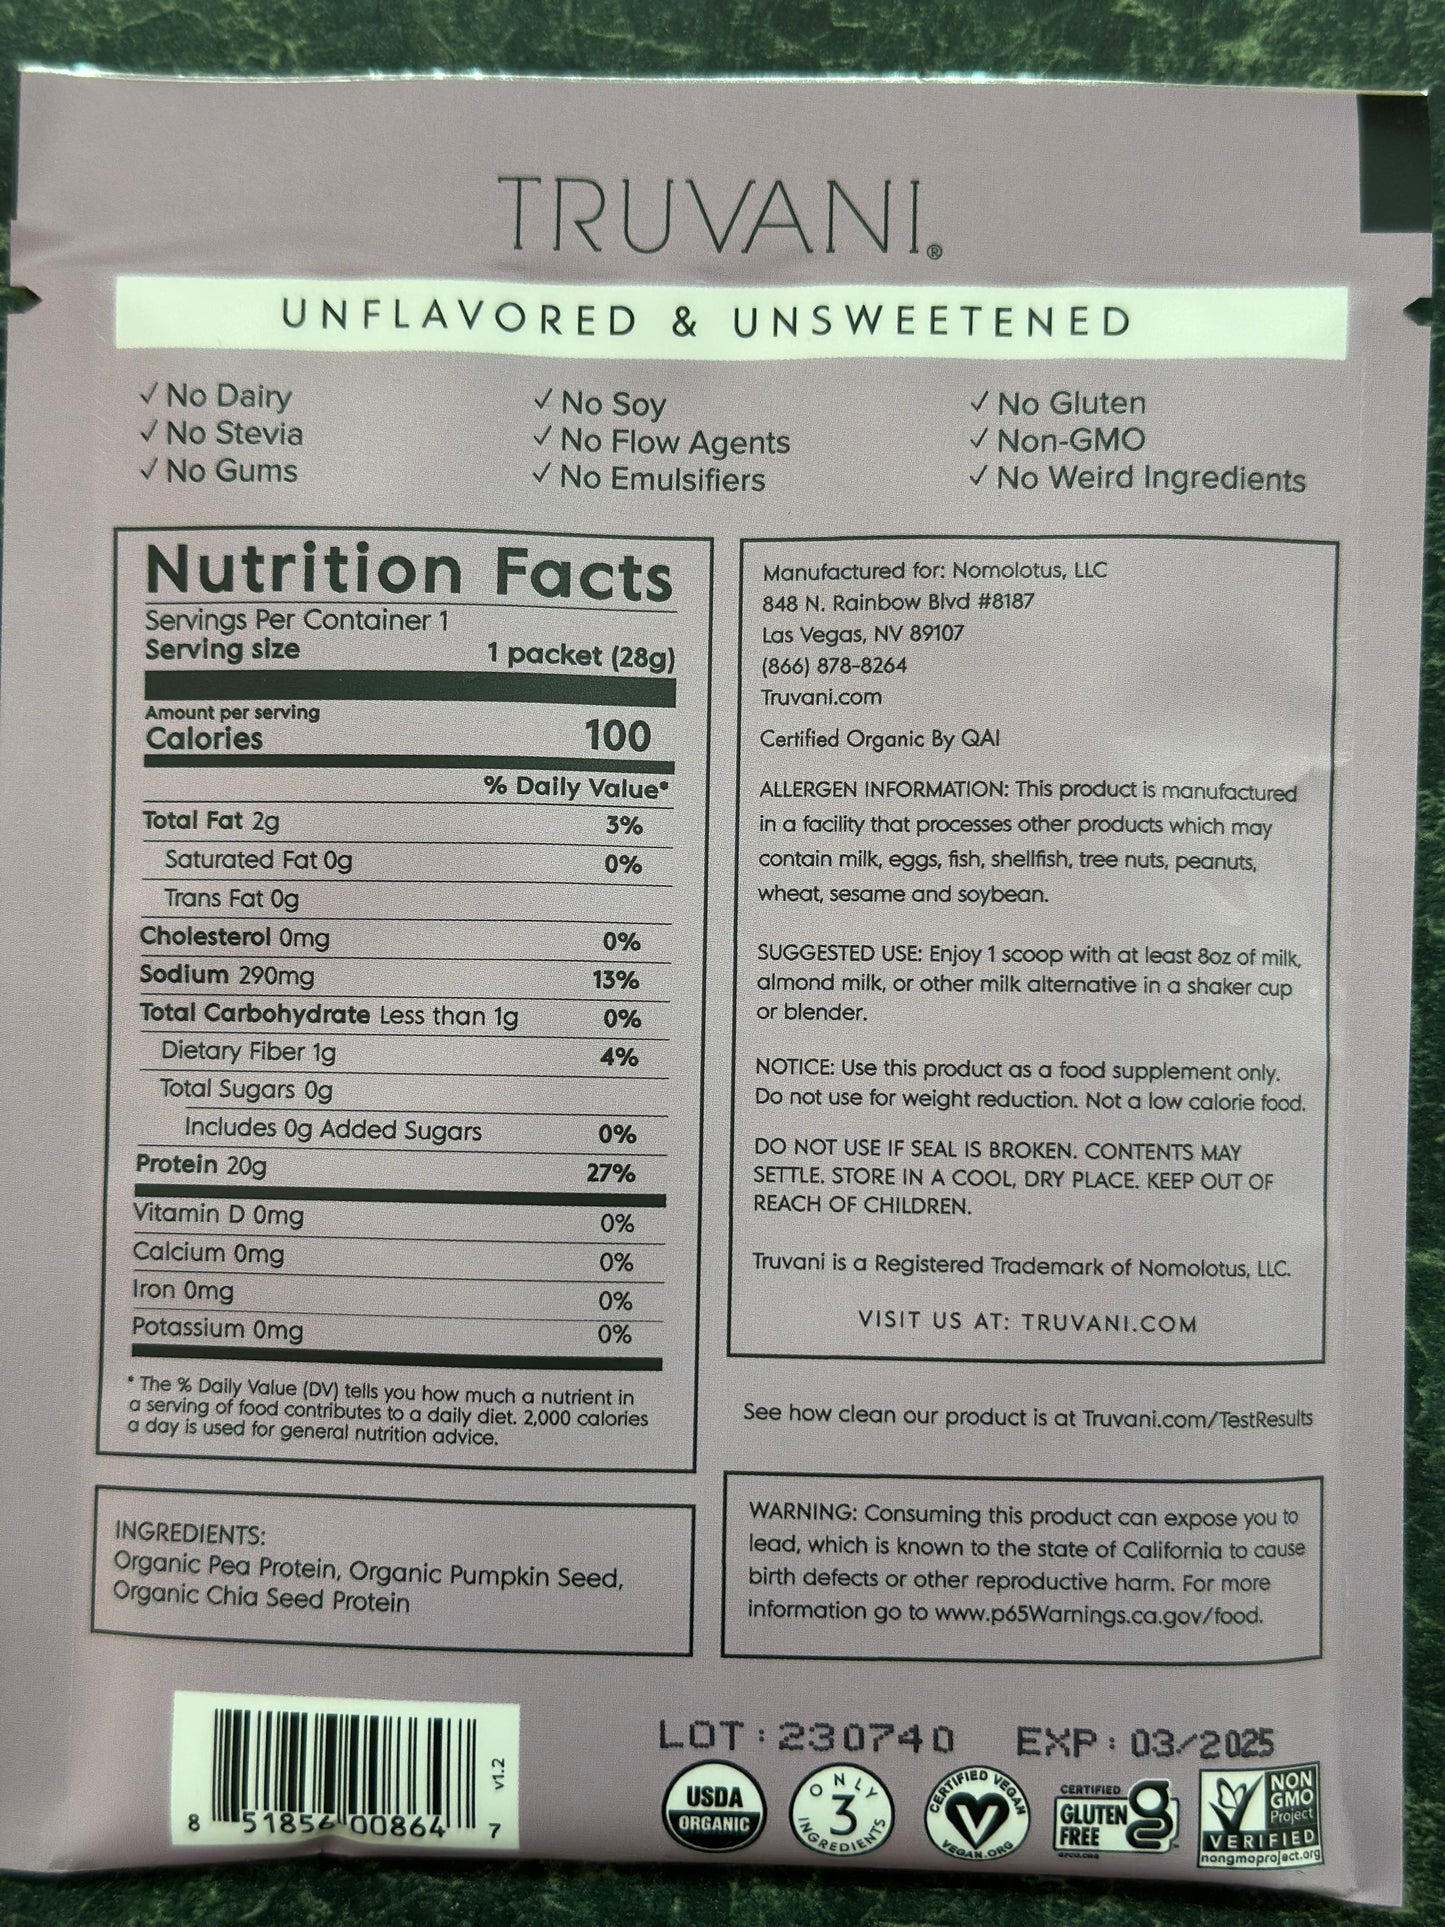 TRUVANI®
UNFLAVORED & UNSWEETENED
✓ No Dairy
✓ No Stevia
✓ No Gums
✓ No Soy
✓ No Flow Agents
✓ No Emulsifiers
✓ No Gluten
✓ Non-GMO
✓ No Weird Ingredients
Nutrition Facts
Servings Per Container 1
Serving size 1 packet (28g)
Amount per serving
Calories 100
% Daily Value*
Total Fat 2g 3%
Saturated Fat 0g 0%
Trans Fat 0g
Cholesterol 0mg 0%
Sodium 290mg 13%
Total Carbohydrate Less than 1g 0%
Dietary Fiber 1g 4%
Total Sugars 0g
Includes 0g Added Sugars 0%
Protein 20g 27%
Vitamin D 0mg 0%
Calcium 0mg 0%
Iron 0mg 0%
Potassium 0mg 0%
* The % Daily Value (DV) tells you how much a nutrient in
a serving of food contributes to a daily diet. 2,000 calories
a day is used for general nutrition advice.
INGREDIENTS:
Organic Pea Protein, Organic Pumpkin Seed,
Organic Chia Seed Protein
Manufactured for: Nomolotus, LLC
848 N. Rainbow Blvd #8187
Las Vegas, NV 89107
(866) 878-8264
Truvani.com
Certified Organic By QAI
ALLERGEN INFORMATION: This product is manufactured
in a facility that processes other products which may
contain milk, eggs, fish, shellfish, tree nuts, peanuts,
wheat, sesame and soybean.
SUGGESTED USE: Enjoy 1 scoop with at least 8oz of milk,
almond milk, or other milk alternative in a shaker cup
or blender.
NOTICE: Use this product as a food supplement only.
Do not use for weight reduction. Not a low calorie food.
DO NOT USE IF SEAL IS BROKEN. CONTENTS MAY
SETTLE. STORE IN A COOL, DRY PLACE. KEEP OUT OF
REACH OF CHILDREN.
Truvani is a Registered Trademark of Nomolotus, LLC.
VISIT US AT: TRUVANI.COM
See how clean our product is at Truvani.com/TestResults
WARNING: Consuming this product can expose you to
lead, which is known to the state of California to cause
birth defects or other reproductive harm. For more
information go to www.p65Warnings.ca.gov/food.
8 51856 00864 7
v1.2
LOT : 230740 EXP : 03/2025
USDA
ORGANIC
ONLY
3
INGREDIENTS
CERTIFIED VEGAN
VEGAN.ORG
CERTIFIED
GLUTEN
FREE
GFCO.ORG
NON
GMO
Project
VERIFIED
nongmoproject.org